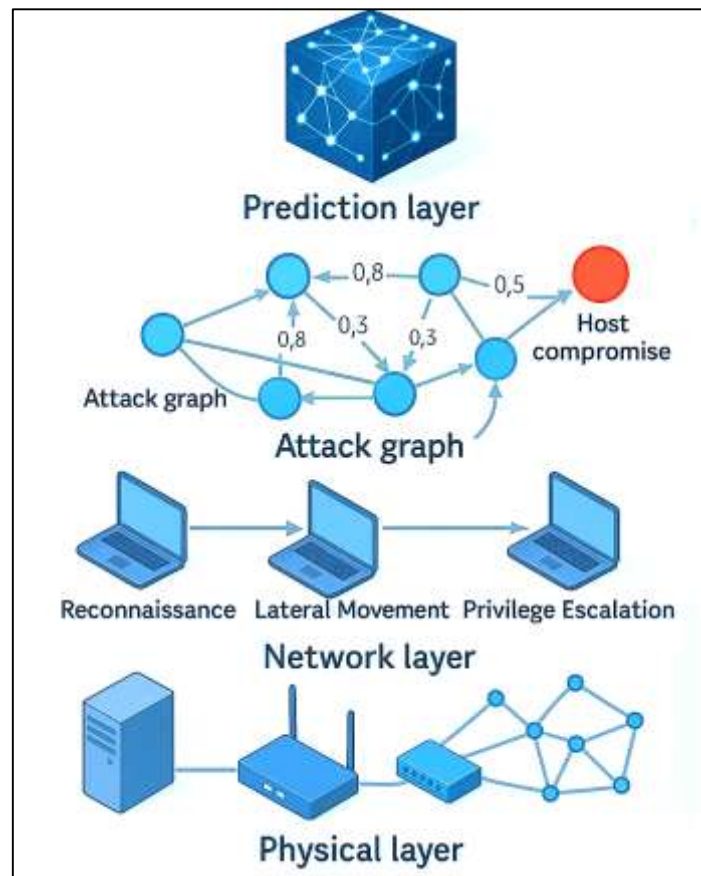 Prediction layer
0,8
0,5
0,8
0,3
0,3
Host
compromise
Attack graph
Attack graph
Reconnaissance
Lateral Movement
Privilege Escalation
Network layer
Physical layer